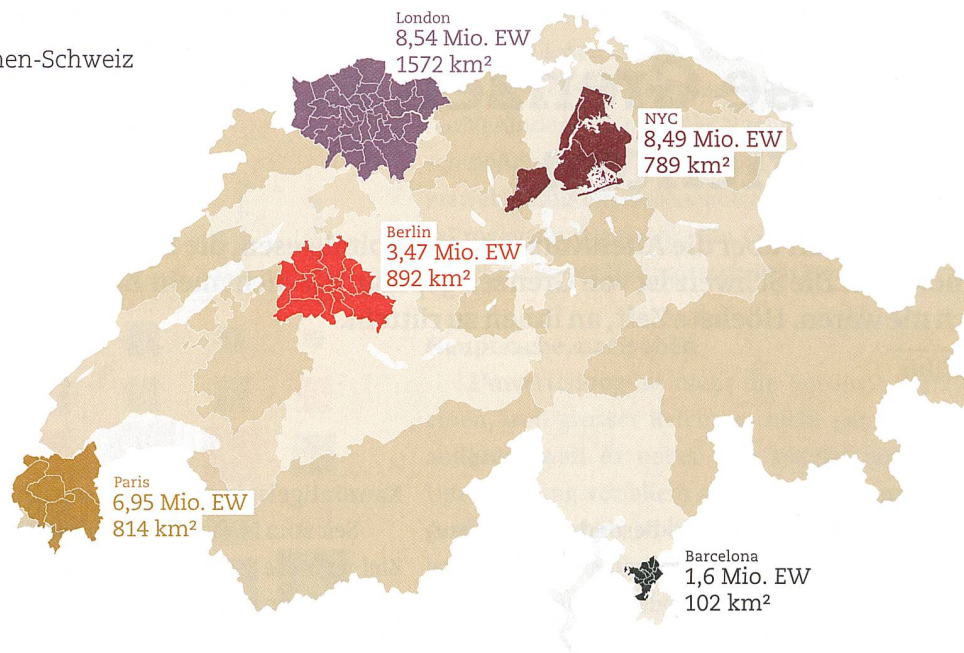 nen-Schweiz
London
8,54 Mio. EW
1572 km²
NYC
8,49 Mio. EW
789 km²
Berlin
3,47 Mio. EW
892 km²
Paris
6,95 Mio. EW
814 km²
Barcelona
1,6 Mio. EW
102 km²